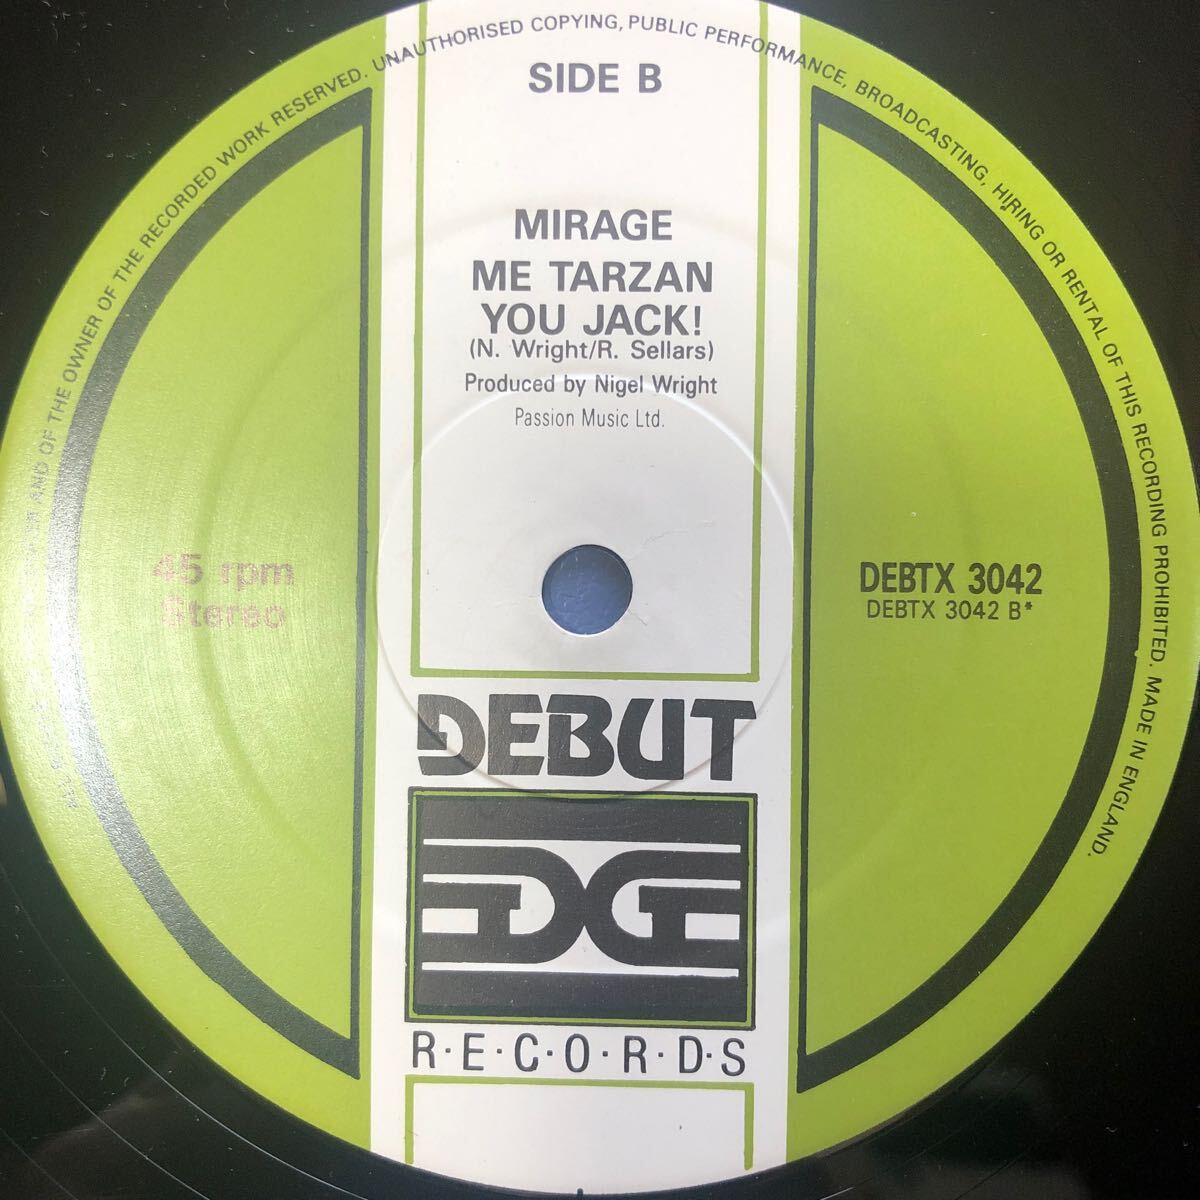 SIDE B
MIRAGE
ME TARZAN
YOU JACK!
(N. Wright/R. Sellars)
Produced by Nigel Wright
Passion Music Ltd.
45 rpm
Stereo
DEBTX 3042
DEBTX 3042 B*
DEBUT
R·E·C·O·R·D·S
AND OF THE OWNER OF THE RECORDED WORK RESERVED. UNAUTHORISED COPYING, PUBLIC PERFORMANCE, BROADCASTING, HIRING OR RENTAL OF THIS RECORDING PROHIBITED. MADE IN ENGLAND.